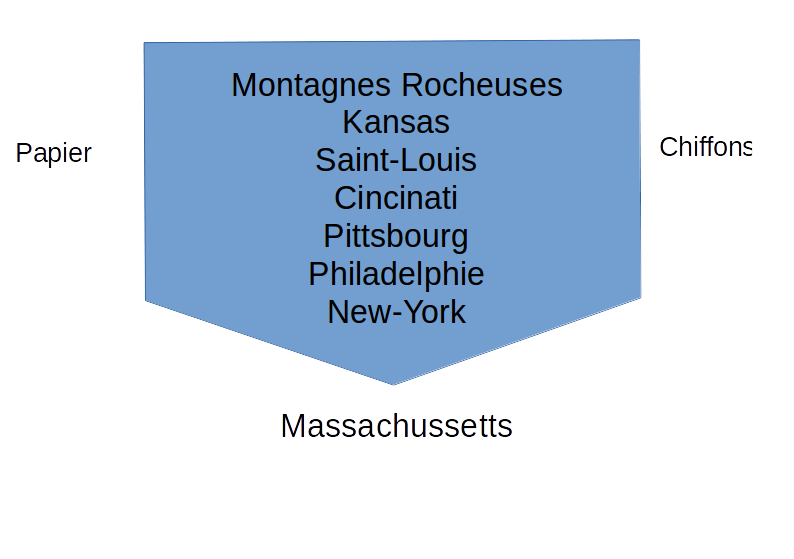 Montagnes Rocheuses
Kansas
Papier
Chiffons
Saint-Louis
Cincinati
Pittsbourg
Philadelphie
New-York
Massachussetts